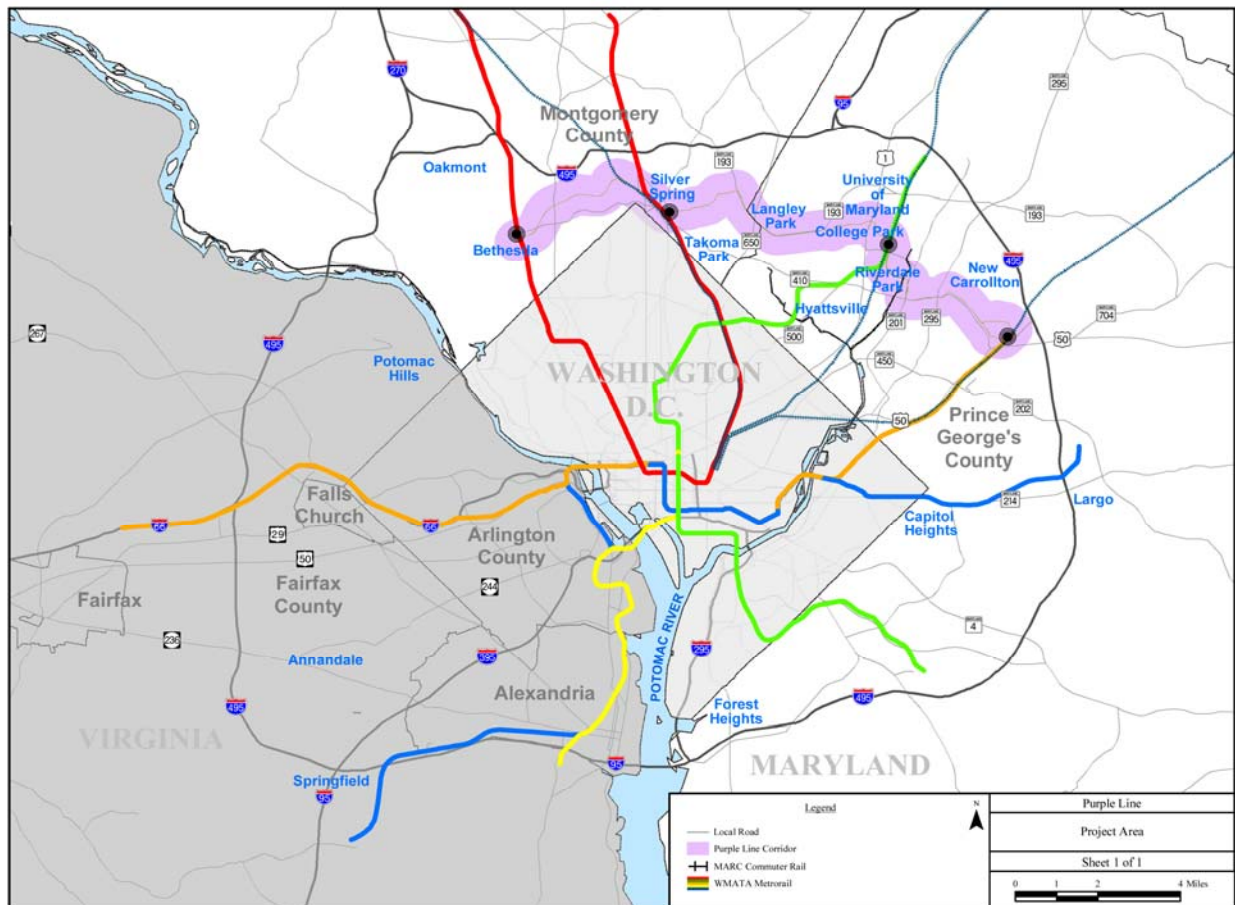 270
95
295
Montgomery
County
1
Oakmont
495
193
Silver
Spring
University
of
Maryland
Langley
Park
193
193
College Park
Bethesda
Takoma
Park
650
New
Carrollton
495
410
Riverdale
Park
Hyattsville
201
295
704
500
50
267
495
Potomac
Hills
450
WASHINGTON
D.C.
50
202
Prince
George's
County
Falls
Church
66
66
214
Largo
29
Arlington
County
Capitol
Heights
50
Fairfax
County
244
Fairfax
236
4
Annandale
395
POTOMAC RIVER
295
Alexandria
495
495
Forest
Heights
VIRGINIA
Springfield
95
95
MARYLAND
Legend
Local Road
Purple Line Corridor
MARC Commuter Rail
WMATA Metrorail
N
Purple Line
Project Area
Sheet 1 of 1
0 1 2 4 Miles